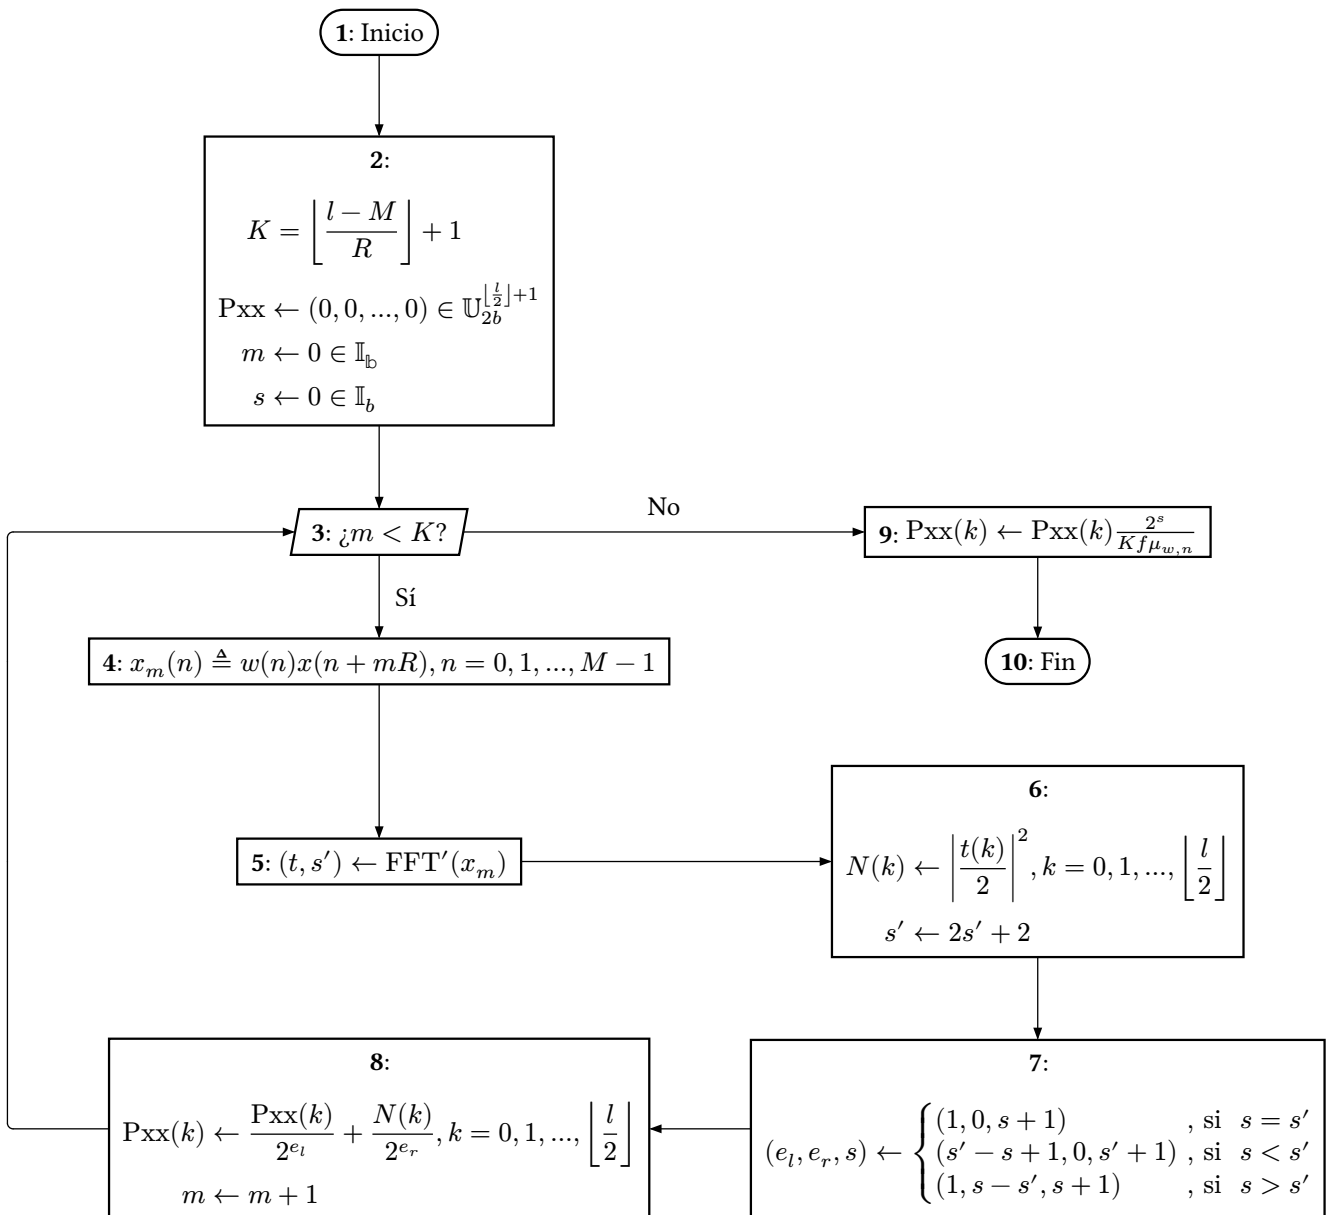 1: Inicio
2:
K = ⌊(l − M)/R⌋ + 1
Pxx ← (0, 0, ..., 0) ∈ 𝕌_{2b}^{⌊l/2⌋+1}
m ← 0 ∈ 𝕀_𝕓
s ← 0 ∈ 𝕀_b
3: ¿m < K?
No
9: Pxx(k) ← Pxx(k) 2^s/(K f μ_{w,n})
Sí
4: x_m(n) ≜ w(n)x(n + mR), n = 0, 1, ..., M − 1
10: Fin
5: (t, s′) ← FFT′(x_m)
6:
N(k) ← |t(k)/2|^2, k = 0, 1, ..., ⌊l/2⌋
s′ ← 2s′ + 2
7:
(e_l, e_r, s) ← {
(1, 0, s + 1) , si s = s′
(s′ − s + 1, 0, s′ + 1) , si s < s′
(1, s − s′, s + 1) , si s > s′
8:
Pxx(k) ← Pxx(k)/2^{e_l} + N(k)/2^{e_r}, k = 0, 1, ..., ⌊l/2⌋
m ← m + 1